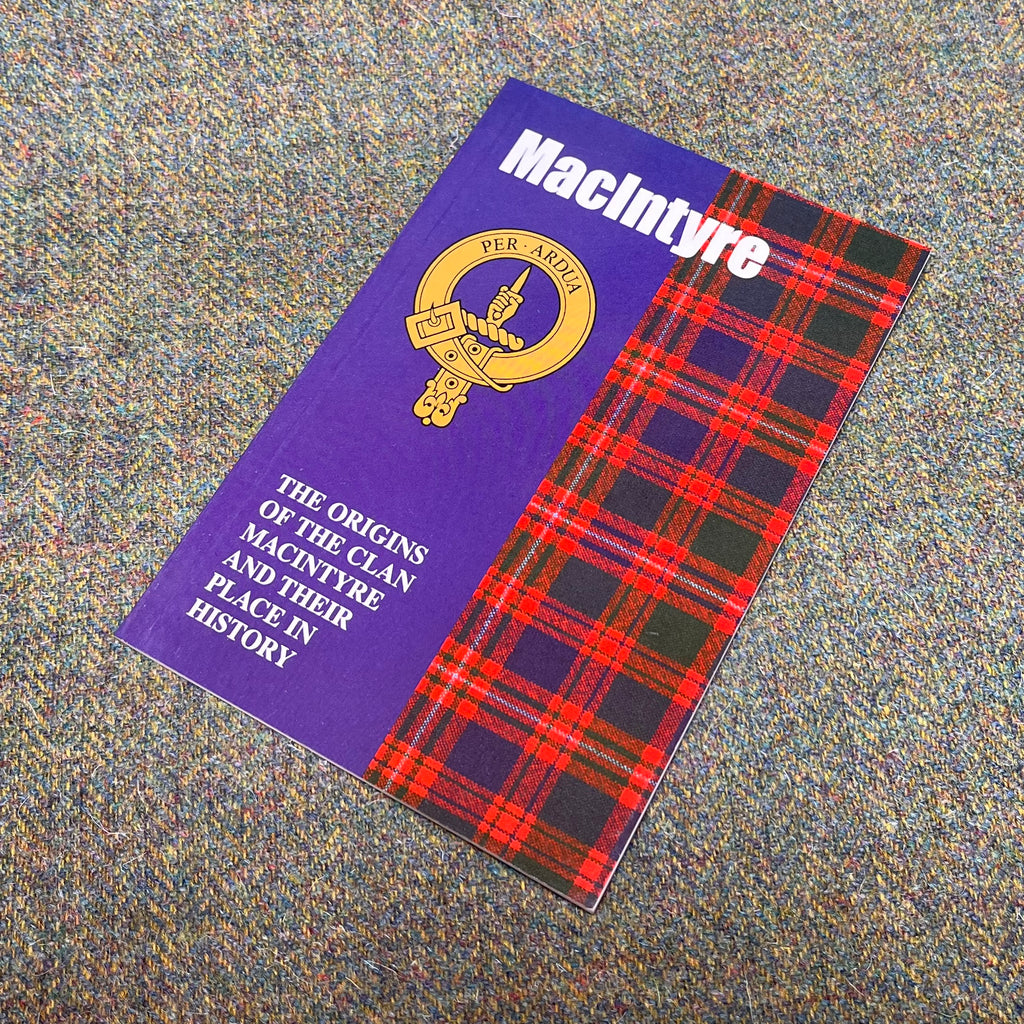 MacIntyre
PER · ARDUA
THE ORIGINS
OF THE CLAN
MACINTYRE
AND THEIR
PLACE IN
HISTORY